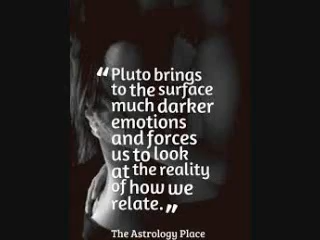 “Pluto brings
to the surface
much darker
emotions
and forces
us to look
at the reality
of how we
relate.”
The Astrology Place